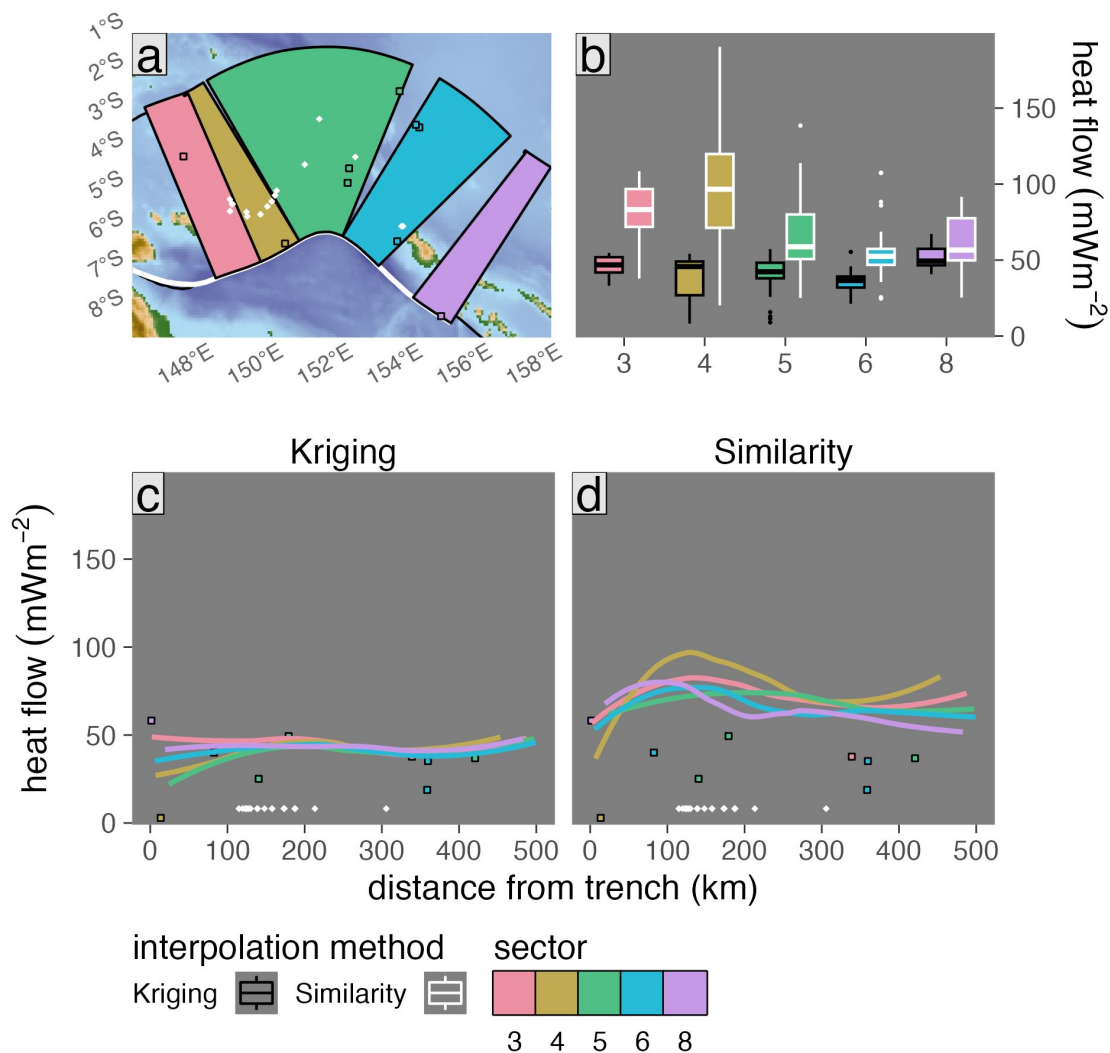 a
1°S
2°S
3°S
4°S
5°S
6°S
7°S
8°S
148°E
150°E
152°E
154°E
156°E
158°E
b
150
100
50
0
heat flow (mWm⁻²)
3 4 5 6 8
Kriging
Similarity
c
d
heat flow (mWm⁻²)
150
100
50
0
0 100 200 300 400 500
0 100 200 300 400 500
distance from trench (km)
interpolation method
Kriging
Similarity
sector
3 4 5 6 8